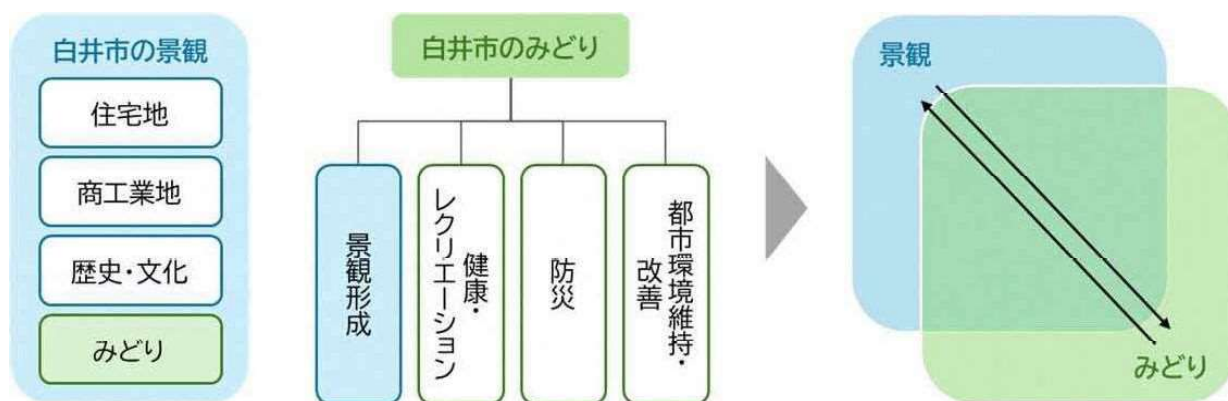 白井市の景観
住宅地
商工業地
歴史・文化
みどり
白井市のみどり
景観形成
健康・
レクリエーション
防災
都市環境維持・
改善
景観
みどり